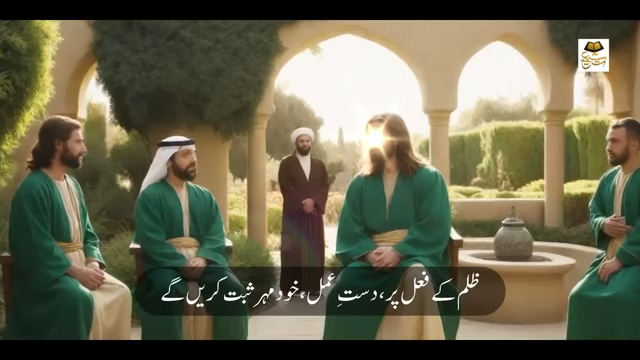 ظلم کے فعل پر، دستِ عمل، خود مہر ثبت کریں گے